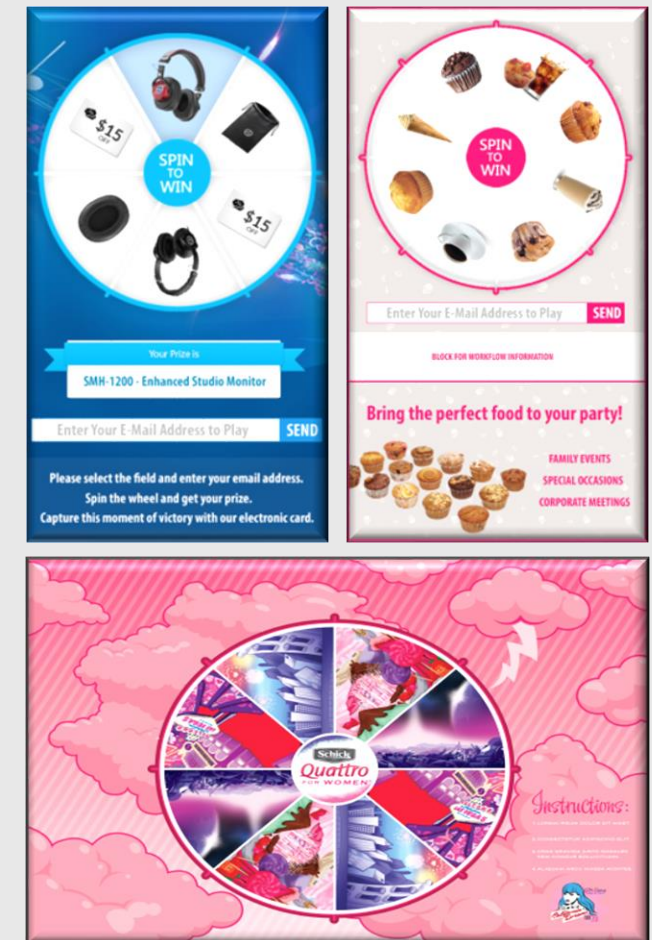 $15
OFF
SPIN
TO
WIN
$15
OFF
Your Prize is
SMH-1200 - Enhanced Studio Monitor
Enter Your E-Mail Address to Play
SEND
Please select the field and enter your email address.
Spin the wheel and get your prize.
Capture this moment of victory with our electronic card.
SPIN
TO
WIN
Enter Your E-Mail Address to Play
SEND
BLOCK FOR WORKFLOW INFORMATION
Bring the perfect food to your party!
FAMILY EVENTS
SPECIAL OCCASIONS
CORPORATE MEETINGS
Schick
Quattro
FOR WOMEN
Instructions: